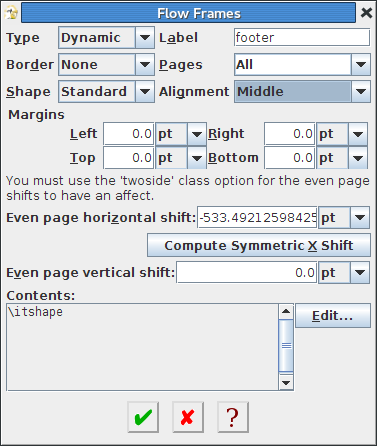 Flow Frames
Type Dynamic Label footer
Border None Pages All
Shape Standard Alignment Middle
Margins
Left 0.0 pt Right 0.0 pt
Top 0.0 pt Bottom 0.0 pt
You must use the 'twoside' class option for the even page
shifts to have an affect.
Even page horizontal shift: -533.49212598425 pt
Compute Symmetric X Shift
Even page vertical shift: 0.0 pt
Contents:
\itshape
Edit...
?